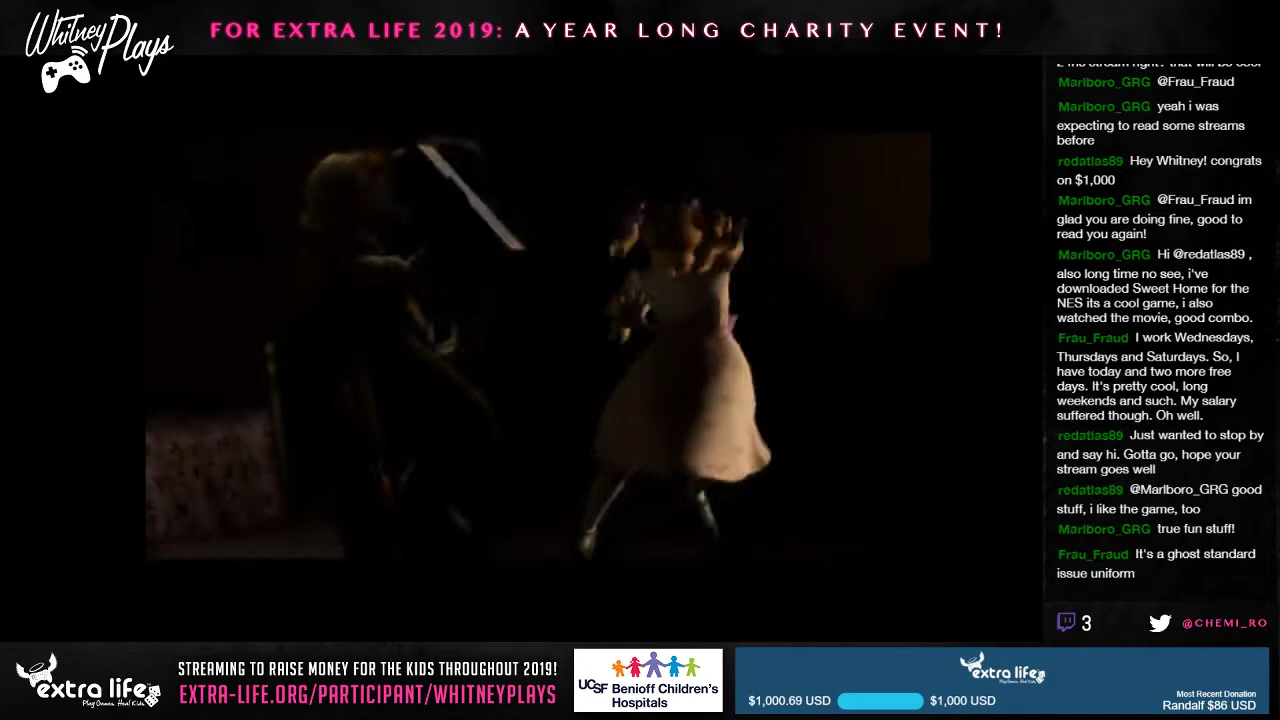 Whitney Plays
FOR EXTRA LIFE 2019: A YEAR LONG CHARITY EVENT!
Marlboro_GRG @Frau_Fraud
Marlboro_GRG yeah i was
expecting to read some streams
before
redatlas89 Hey Whitney! congrats
on $1,000
Marlboro_GRG @Frau_Fraud im
glad you are doing fine, good to
read you again!
Marlboro_GRG Hi @redatlas89 ,
also long time no see, i've
downloaded Sweet Home for the
NES its a cool game, i also
watched the movie, good combo.
Frau_Fraud I work Wednesdays,
Thursdays and Saturdays. So, I
have today and two more free
days. It's pretty cool, long
weekends and such. My salary
suffered though. Oh well.
redatlas89 Just wanted to stop by
and say hi. Gotta go, hope your
stream goes well
redatlas89 @Marlboro_GRG good
stuff, i like the game, too
Marlboro_GRG true fun stuff!
Frau_Fraud It's a ghost standard
issue uniform
3
@CHEMI_RO
extra life
Play Games. Heal Kids.
STREAMING TO RAISE MONEY FOR THE KIDS THROUGHOUT 2019!
EXTRA-LIFE.ORG/PARTICIPANT/WHITNEYPLAYS
UCSF Benioff Children's
Hospitals
extra life
Play Games. Heal Kids.
$1,000.69 USD $1,000 USD
Most Recent Donation
Randalf $86 USD